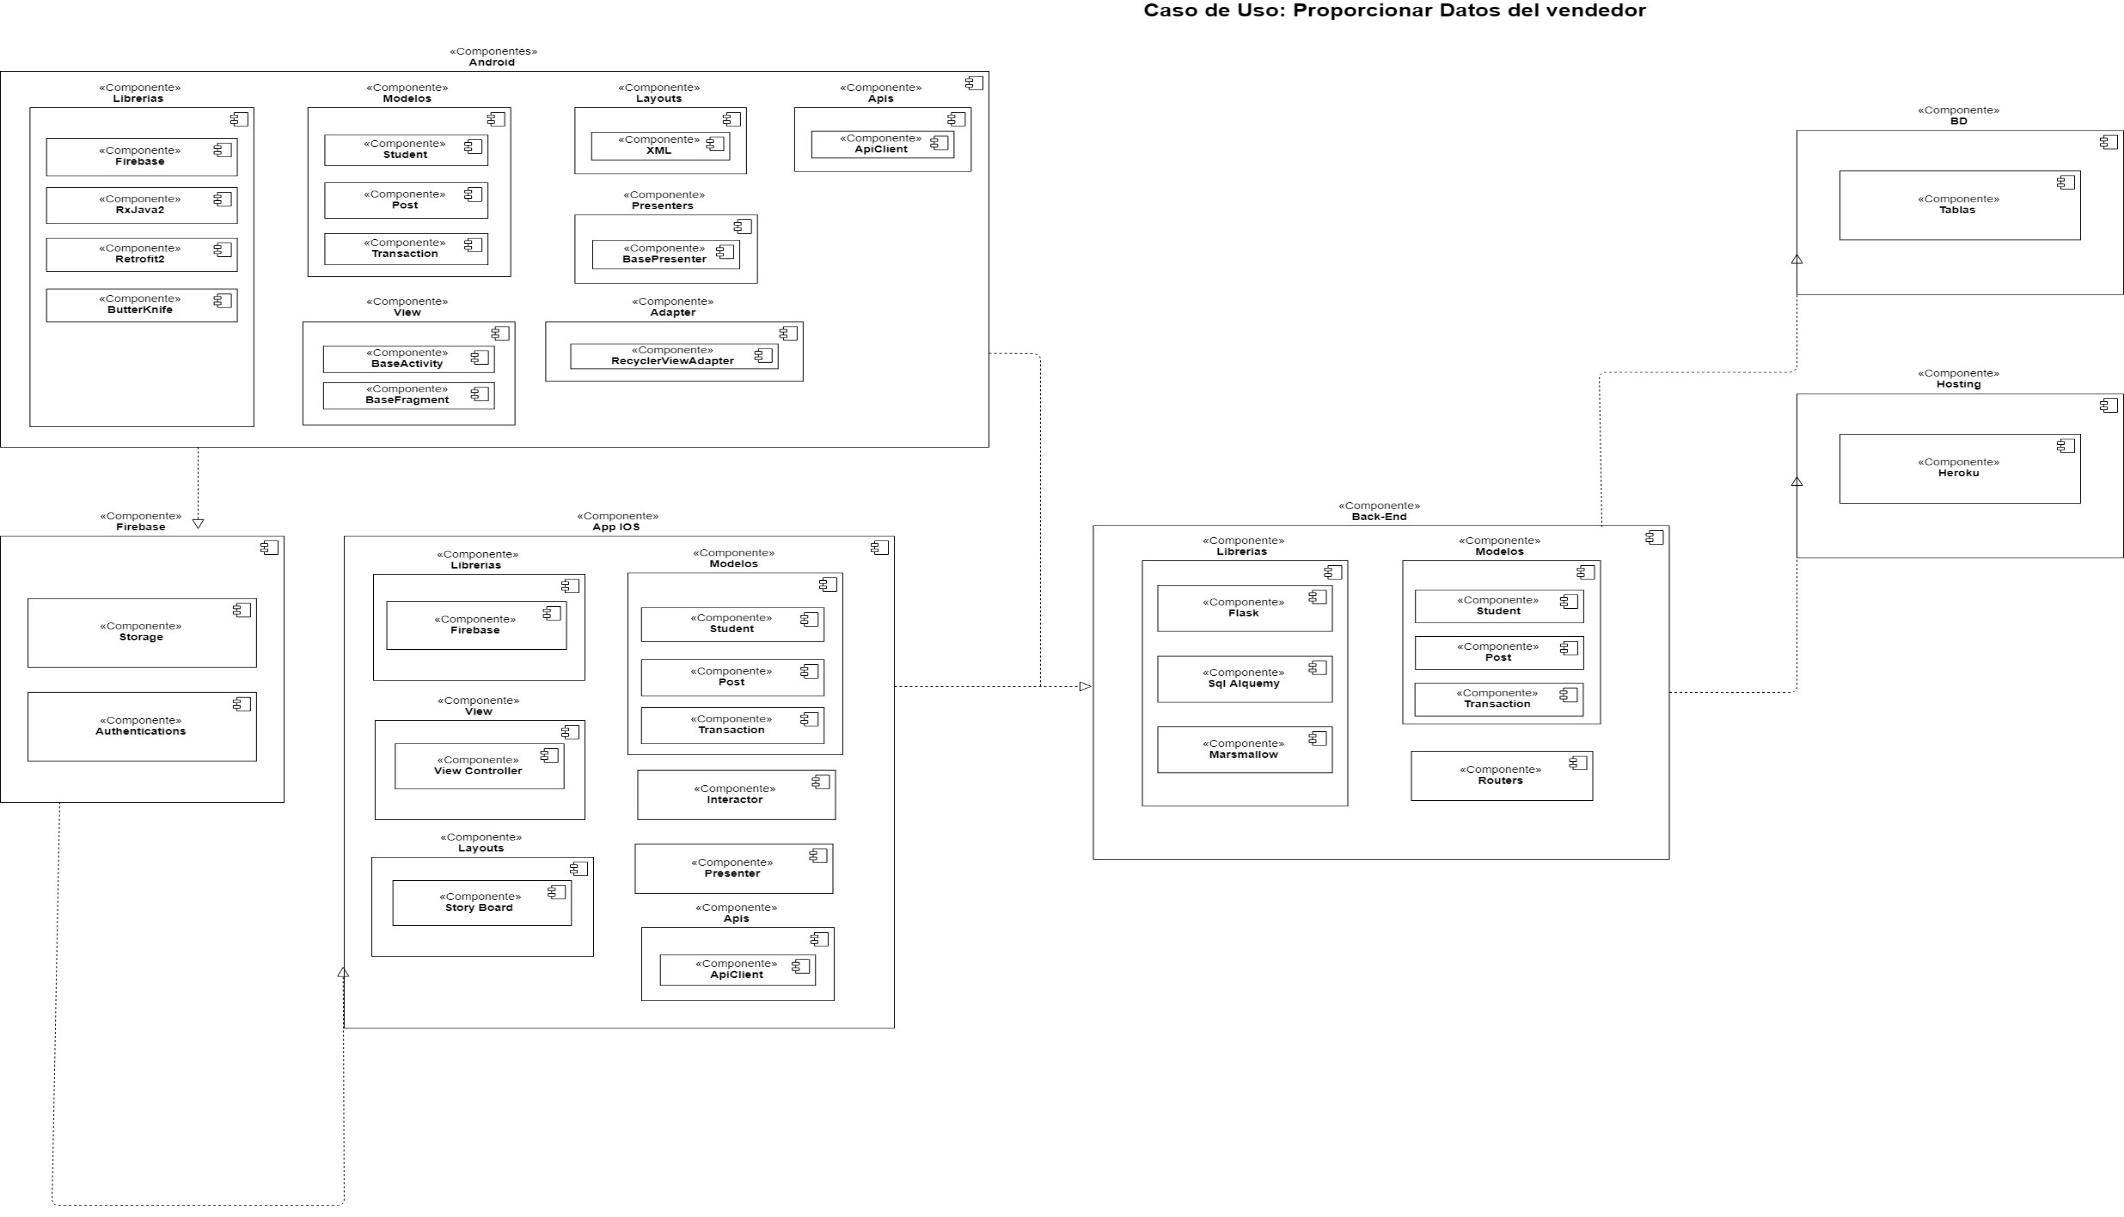 Caso de Uso: Proporcionar Datos del vendedor
«Componentes»
Android
«Componente»
Librerias
«Componente»
Firebase
«Componente»
RxJava2
«Componente»
Retrofit2
«Componente»
ButterKnife
«Componente»
Modelos
«Componente»
Student
«Componente»
Post
«Componente»
Transaction
«Componente»
View
«Componente»
BaseActivity
«Componente»
BaseFragment
«Componente»
Layouts
«Componente»
XML
«Componente»
Presenters
«Componente»
BasePresenter
«Componente»
Adapter
«Componente»
RecyclerViewAdapter
«Componente»
Apis
«Componente»
ApiClient
«Componente»
Firebase
«Componente»
Storage
«Componente»
Authentications
«Componente»
App IOS
«Componente»
Librerias
«Componente»
Firebase
«Componente»
View
«Componente»
View Controller
«Componente»
Layouts
«Componente»
Story Board
«Componente»
Modelos
«Componente»
Student
«Componente»
Post
«Componente»
Transaction
«Componente»
Interactor
«Componente»
Presenter
«Componente»
Apis
«Componente»
ApiClient
«Componente»
Back-End
«Componente»
Librerias
«Componente»
Flask
«Componente»
Sql Alquemy
«Componente»
Marsmallow
«Componente»
Modelos
«Componente»
Student
«Componente»
Post
«Componente»
Transaction
«Componente»
Routers
«Componente»
BD
«Componente»
Tablas
«Componente»
Hosting
«Componente»
Heroku